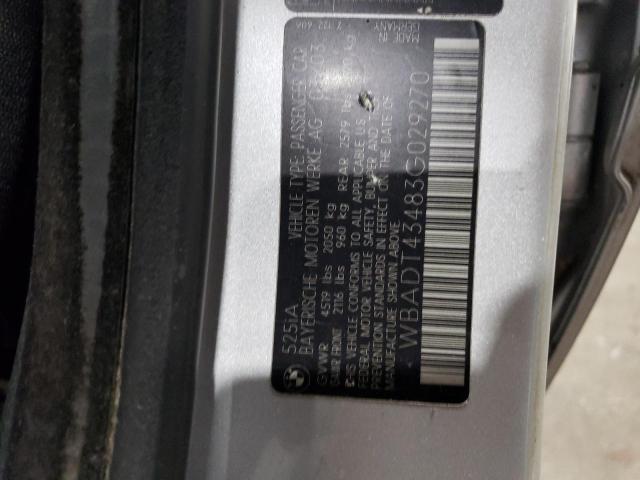 525IA VEHICLE TYPE: PASSENGER CAR
BAYERISCHE MOTOREN WERKE AG
GVWR 4519 lbs 2050 kg
GAWR FRONT 2116 lbs 960 kg REAR 2579 lbs kg
THIS VEHICLE CONFORMS TO ALL APPLICABLE U.S.
FEDERAL MOTOR VEHICLE SAFETY, BUMPER AND
PREVENTION STANDARDS IN EFFECT ON THE DATE OF
MANUFACTURE SHOWN ABOVE.
WBADT43483G029270
MADE IN
GERMANY